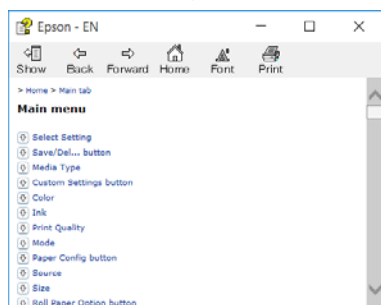 Epson - EN
Show Back Forward Home Font Print
> Home > Main tab
Main menu
Select Setting
Save/Del... button
Media Type
Custom Settings button
Color
Ink
Print Quality
Mode
Paper Config button
Source
Size
Roll Paper Option button